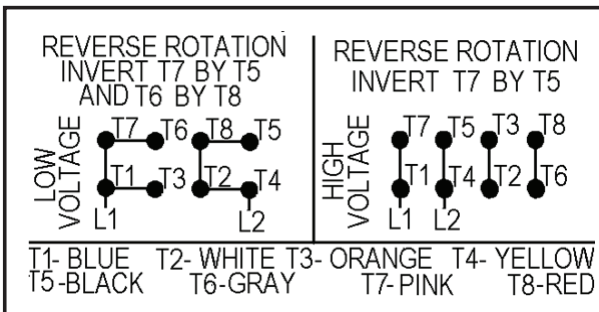 REVERSE ROTATION
INVERT T7 BY T5
AND T6 BY T8
LOW
VOLTAGE
T7 T6 T8 T5
T1 T3 T2 T4
L1 L2
REVERSE ROTATION
INVERT T7 BY T5
HIGH
VOLTAGE
T7 T5 T3 T8
T1 T4 T2 T6
L1 L2
T1- BLUE T2- WHITE T3- ORANGE T4- YELLOW
T5-BLACK T6-GRAY T7-PINK T8-RED